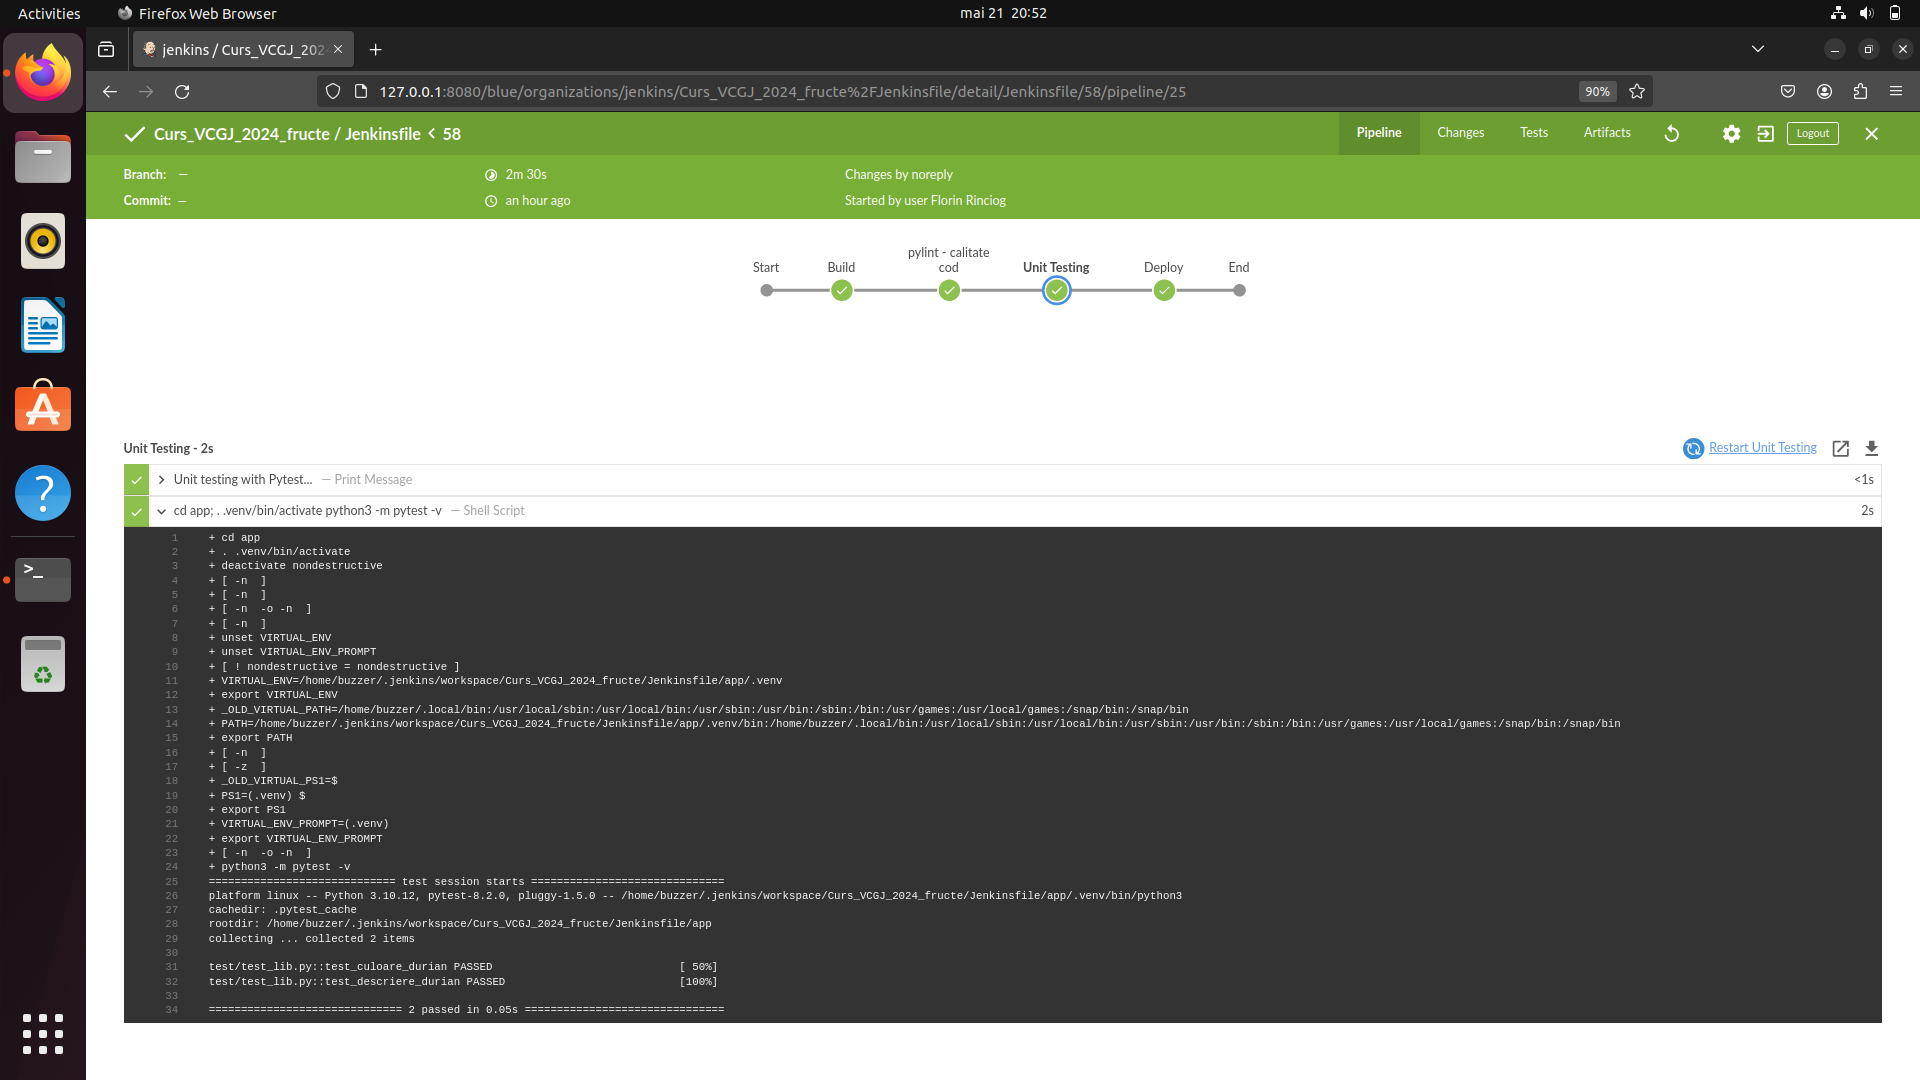 Activities
Firefox Web Browser
mai 21 20:52
jenkins / Curs_VCGJ_202
127.0.0.1:8080/blue/organizations/jenkins/Curs_VCGJ_2024_fructe%2FJenkinsfile/detail/Jenkinsfile/58/pipeline/25
90%
Curs_VCGJ_2024_fructe / Jenkinsfile < 58
Pipeline
Changes
Tests
Artifacts
Logout
Branch: —
2m 30s
Changes by noreply
Commit: —
an hour ago
Started by user Florin Rinciog
pylint - calitate
Start
Build
cod
Unit Testing
Deploy
End
Unit Testing - 2s
Restart Unit Testing
Unit testing with Pytest... — Print Message
<1s
cd app; . .venv/bin/activate python3 -m pytest -v — Shell Script
2s
1 + cd app
2 + . .venv/bin/activate
3 + deactivate nondestructive
4 + [ -n  ]
5 + [ -n  ]
6 + [ -n  -o -n  ]
7 + [ -n  ]
8 + unset VIRTUAL_ENV
9 + unset VIRTUAL_ENV_PROMPT
10 + [ ! nondestructive = nondestructive ]
11 + VIRTUAL_ENV=/home/buzzer/.jenkins/workspace/Curs_VCGJ_2024_fructe/Jenkinsfile/app/.venv
12 + export VIRTUAL_ENV
13 + _OLD_VIRTUAL_PATH=/home/buzzer/.local/bin:/usr/local/sbin:/usr/local/bin:/usr/sbin:/usr/bin:/sbin:/bin:/usr/games:/usr/local/games:/snap/bin:/snap/bin
14 + PATH=/home/buzzer/.jenkins/workspace/Curs_VCGJ_2024_fructe/Jenkinsfile/app/.venv/bin:/home/buzzer/.local/bin:/usr/local/sbin:/usr/local/bin:/usr/sbin:/usr/bin:/sbin:/bin:/usr/games:/usr/local/games:/snap/bin:/snap/bin
15 + export PATH
16 + [ -n  ]
17 + [ -z  ]
18 + _OLD_VIRTUAL_PS1=$
19 + PS1=(.venv) $
20 + export PS1
21 + VIRTUAL_ENV_PROMPT=(.venv)
22 + export VIRTUAL_ENV_PROMPT
23 + [ -n  -o -n  ]
24 + python3 -m pytest -v
25 ============================= test session starts ==============================
26 platform linux -- Python 3.10.12, pytest-8.2.0, pluggy-1.5.0 -- /home/buzzer/.jenkins/workspace/Curs_VCGJ_2024_fructe/Jenkinsfile/app/.venv/bin/python3
27 cachedir: .pytest_cache
28 rootdir: /home/buzzer/.jenkins/workspace/Curs_VCGJ_2024_fructe/Jenkinsfile/app
29 collecting ... collected 2 items
30
31 test/test_lib.py::test_culoare_durian PASSED [ 50%]
32 test/test_lib.py::test_descriere_durian PASSED [100%]
33
34 ============================== 2 passed in 0.05s ===============================